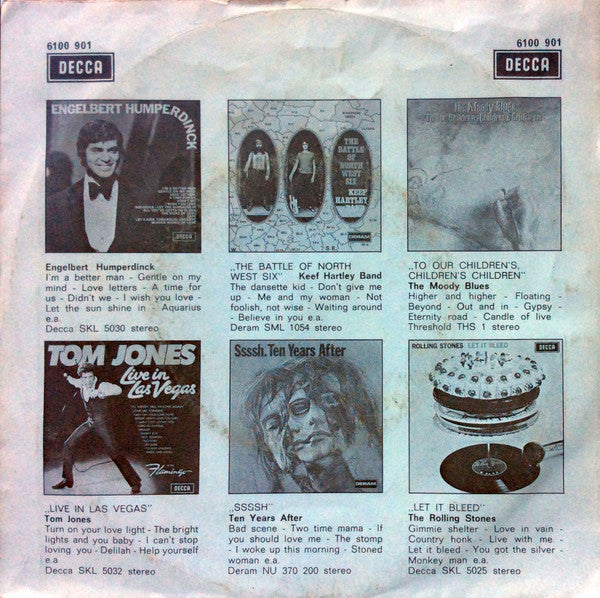 6100 901
DECCA
6100 901
DECCA
ENGELBERT HUMPERDINCK
DECCA
Engelbert Humperdinck
I'm a better man - Gentle on my
mind - Love letters - A time for
us - Didn't we - I wish you love -
Let the sun shine in - Aquarius
e.a.
Decca SKL 5030 stereo
THE BATTLE OF NORTH WEST SIX
KEEF HARTLEY
W.
S.E.
DERAM
,,THE BATTLE OF NORTH
WEST SIX" Keef Hartley Band
The dansette kid - Don't give me
up - Me and my woman - Not
foolish, not wise - Waiting around
- Believe in you e.a.
Deram SML 1054 stereo
The Moody Blues
To Our Children's Children's Children
,,TO OUR CHILDREN'S,
CHILDREN'S CHILDREN"
The Moody Blues
Higher and higher - Floating -
Beyond - Out and in - Gypsy -
Eternity road - Candle of live
Threshold THS 1 stereo
TOM JONES
Live in
Las Vegas
Flamingo
DECCA
,,LIVE IN LAS VEGAS"
Tom Jones
Turn on your love light - The bright
lights and you baby - I can't stop
loving you - Delilah - Help yourself
e.a
Decca SKL 5032 stereo
Ssssh. Ten Years After
DERAM
,,SSSSH"
Ten Years After
Bad scene - Two time mama - If
you should love me - The stomp
- I woke up this morning - Stoned
woman e.a.
Deram NU 370 200 stereo
ROLLING STONES LET IT BLEED
DECCA
,,LET IT BLEED"
The Rolling Stones
Gimmie shelter - Love in vain -
Country honk - Live with me -
Let it bleed - You got the silver -
Monkey man e.a.
Decca SKL 5025 stereo